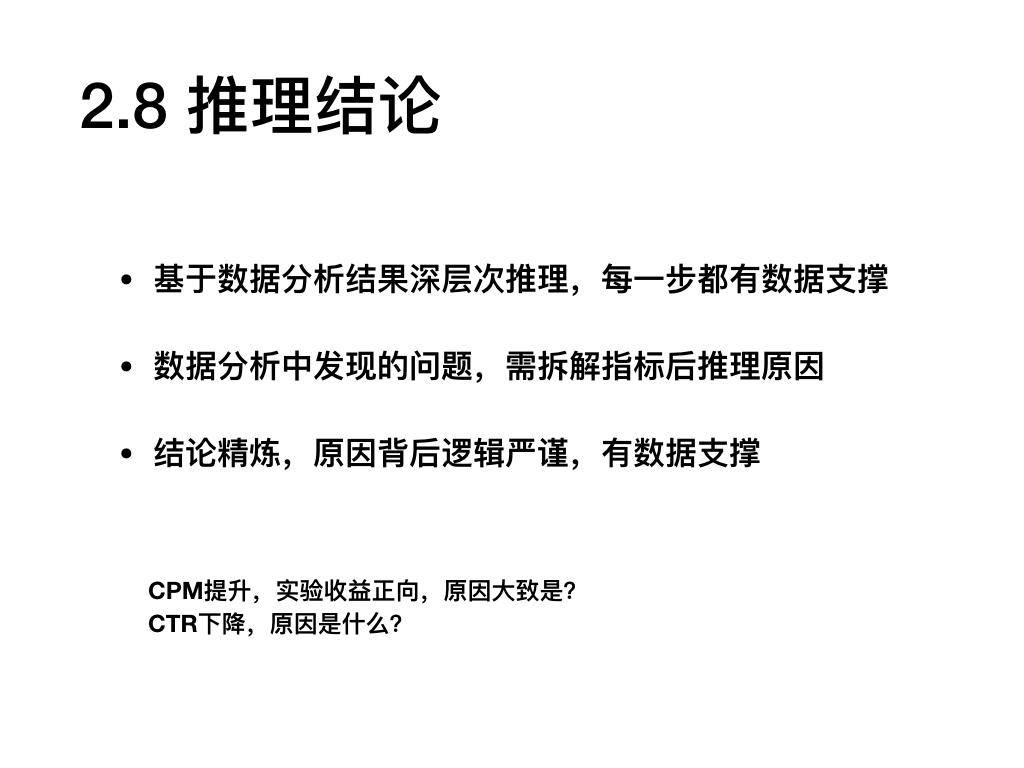 2.8 推理结论
• 基于数据分析结果深层次推理，每一步都有数据支撑
• 数据分析中发现的问题，需拆解指标后推理原因
• 结论精炼，原因背后逻辑严谨，有数据支撑
CPM提升，实验收益正向，原因大致是？
CTR下降，原因是什么？